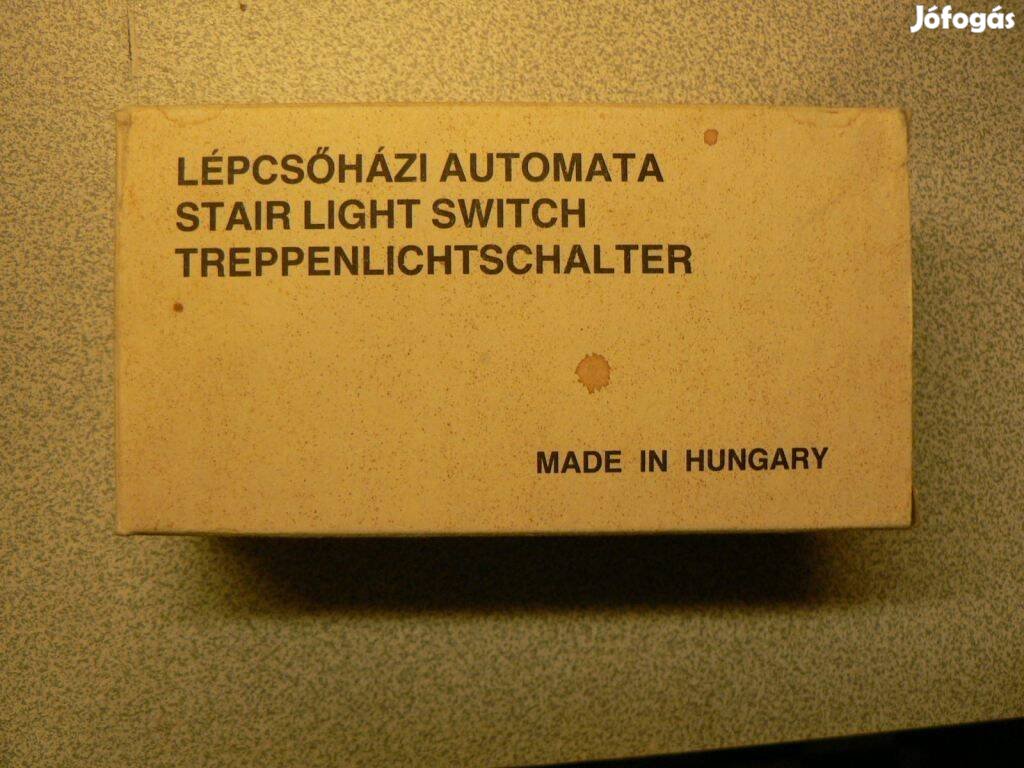 Jófogás
LÉPCSŐHÁZI AUTOMATA
STAIR LIGHT SWITCH
TREPPENLICHTSCHALTER
MADE IN HUNGARY